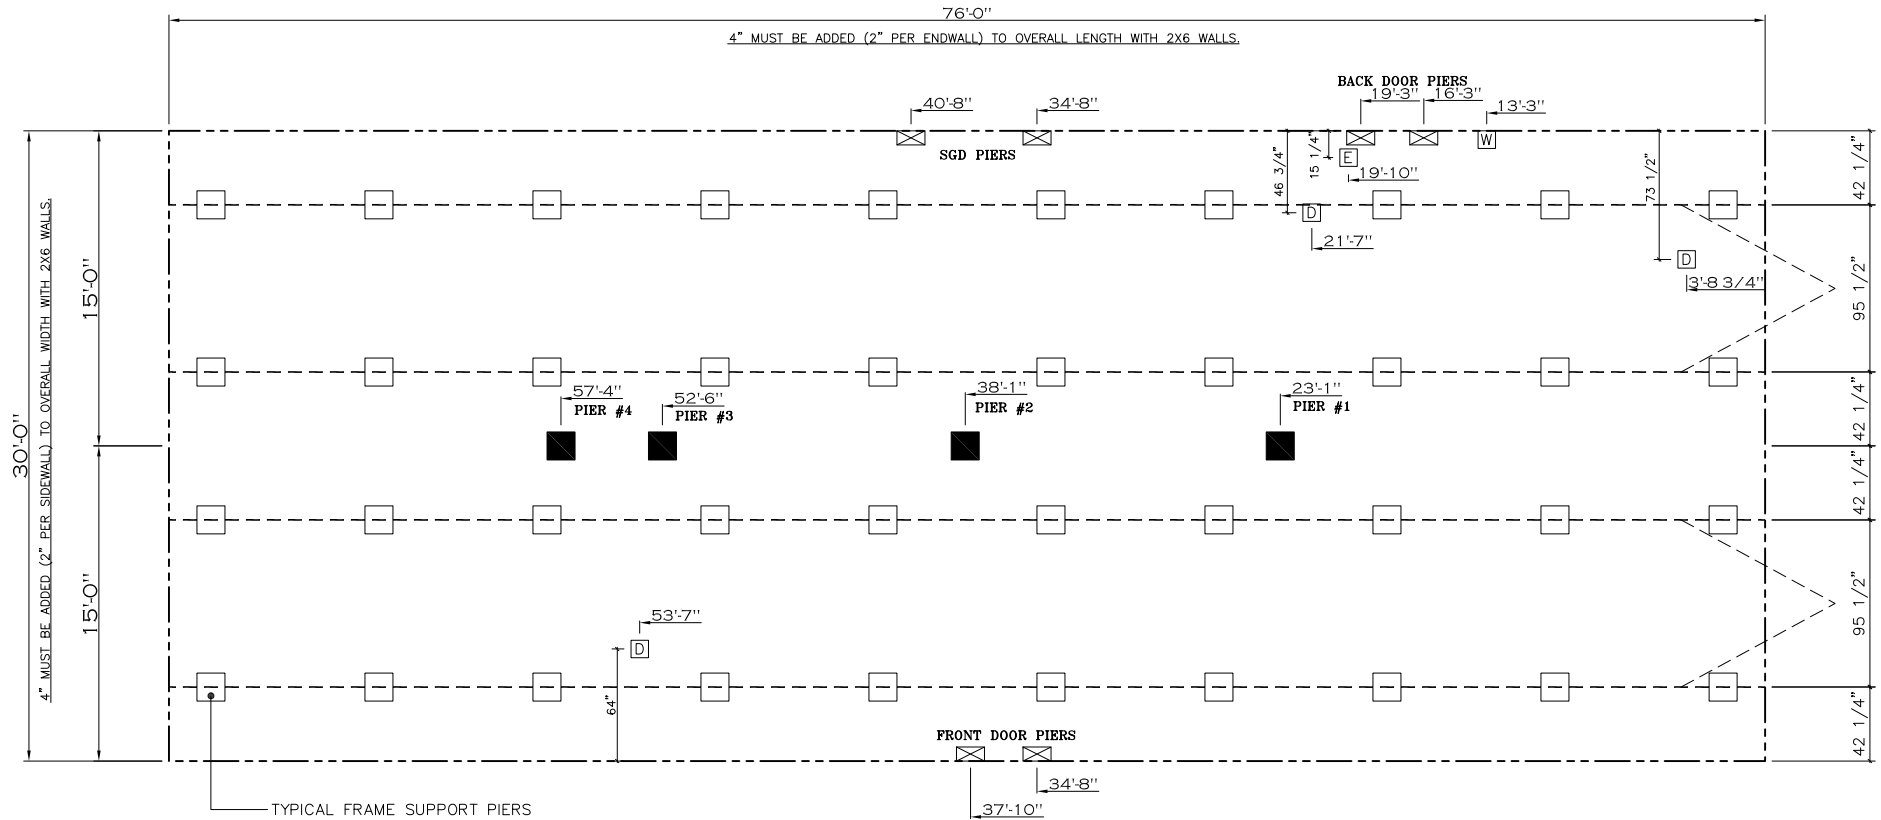 76'-0"
4" MUST BE ADDED (2" PER ENDWALL) TO OVERALL LENGTH WITH 2X6 WALLS.
BACK DOOR PIERS
40'-8"
34'-8"
19'-3"
16'-3"
13'-3"
SGD PIERS
W
E
15 1/4"
46 3/4"
19'-10"
73 1/2"
42 1/4"
D
21'-7"
D
3'-8 3/4"
95 1/2"
15'-0"
4" MUST BE ADDED (2" PER SIDEWALL) TO OVERALL WIDTH WITH 2X6 WALLS.
30'-0"
57'-4"
PIER #4
52'-6"
PIER #3
38'-1"
PIER #2
23'-1"
PIER #1
42 1/4"
42 1/4"
15'-0"
53'-7"
D
64"
95 1/2"
42 1/4"
FRONT DOOR PIERS
34'-8"
37'-10"
TYPICAL FRAME SUPPORT PIERS